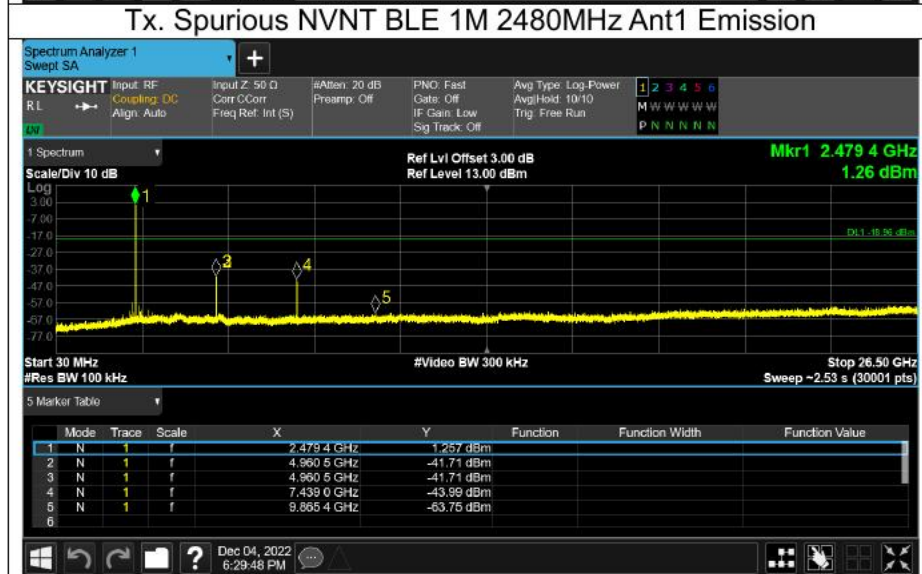 Tx. Spurious NVNT BLE 1M 2480MHz Ant1 Emission
Spectrum Analyzer 1
Swept SA
+
KEYSIGHT
RL
Input: RF
Coupling: DC
Align: Auto
Input Z: 50 Ω
Corr CCorr
Freq Ref: Int (S)
#Atten: 20 dB
Preamp: Off
PNO: Fast
Gate: Off
IF Gain: Low
Sig Track: Off
Avg Type: Log-Power
Avg|Hold: 10/10
Trig: Free Run
1 2 3 4 5 6
M W W W W W
P N N N N N
1 Spectrum
Scale/Div 10 dB
Ref Lvl Offset 3.00 dB
Ref Level 13.00 dBm
Mkr1 2.479 4 GHz
1.26 dBm
Log
3.00
-7.00
-17.0
-27.0
-37.0
-47.0
-57.0
-67.0
-77.0
1
4
5
DL1 -18.96 dBm
Start 30 MHz
#Res BW 100 kHz
#Video BW 300 kHz
Stop 26.50 GHz
Sweep ~2.53 s (30001 pts)
5 Marker Table
Mode Trace Scale X Y Function Function Width Function Value
1 N 1 f 2.479 4 GHz 1.257 dBm
2 N 1 f 4.960 5 GHz -41.71 dBm
3 N 1 f 4.960 5 GHz -41.71 dBm
4 N 1 f 7.439 0 GHz -43.99 dBm
5 N 1 f 9.865 4 GHz -63.75 dBm
6
?
Dec 04, 2022
6:29:48 PM